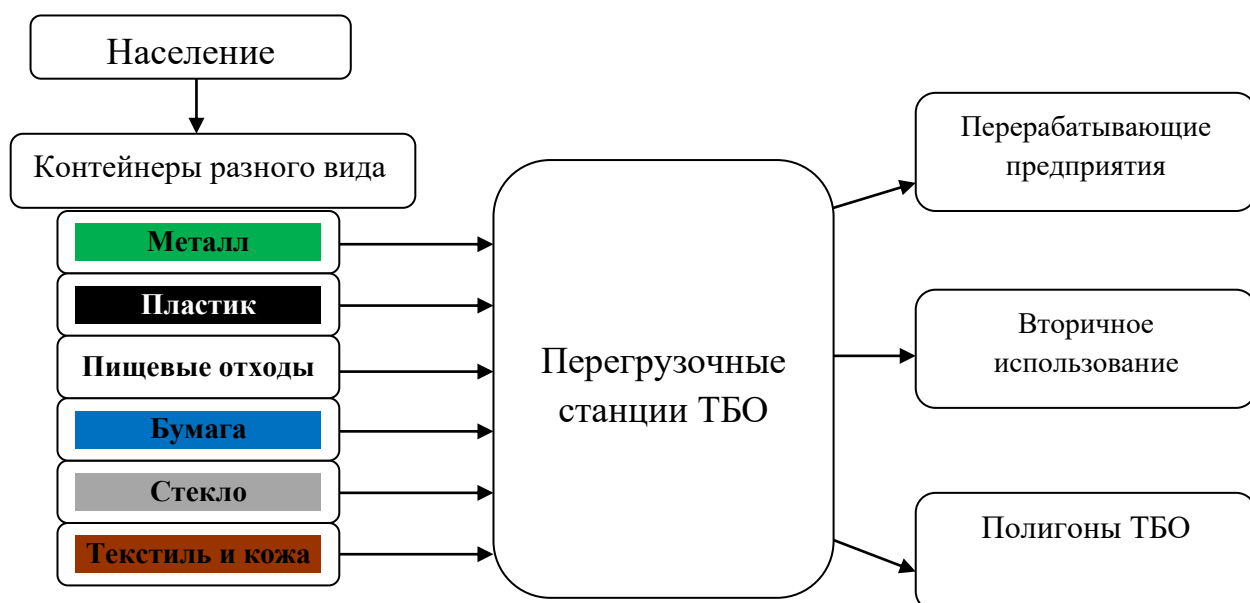 Население
Контейнеры разного вида
Металл
Пластик
Пищевые отходы
Бумага
Стекло
Текстиль и кожа
Перегрузочные
станции ТБО
Перерабатывающие
предприятия
Вторичное
использование
Полигоны ТБО